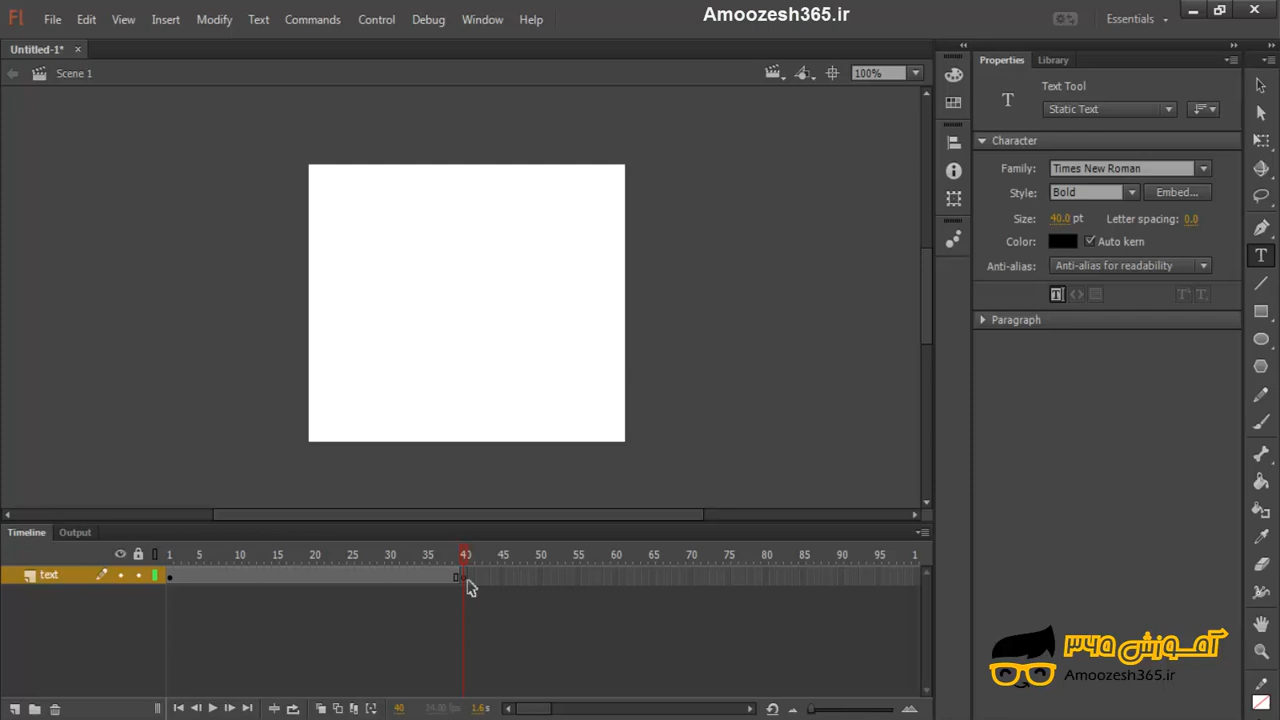 Fl File Edit View Insert Modify Text Commands Control Debug Window Help Amoozesh365.ir Essentials
Untitled-1* ×
Scene 1 100%
Properties Library
Text Tool
T Static Text
Character
Family: Times New Roman
Style: Bold Embed...
Size: 40.0 pt Letter spacing: 0.0
Color: Auto kern
Anti-alias: Anti-alias for readability
Paragraph
Timeline Output
1 5 10 15 20 25 30 35 40 45 50 55 60 65 70 75 80 85 90 95 1
text
40 24.00 fps 1.6s
آمـوزش ۳۶۵
Amoozesh365.ir